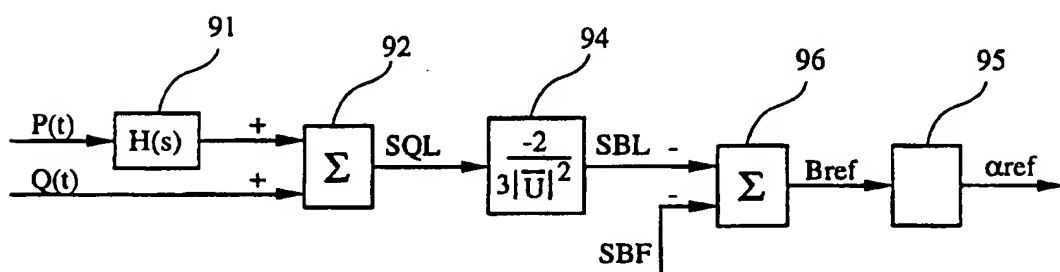 91
92
94
96
95
P(t)
H(s)
+
Q(t)
+
Σ
SQL
-2
3|U̅|²
SBL
-
-
SBF
Σ
Bref
αref